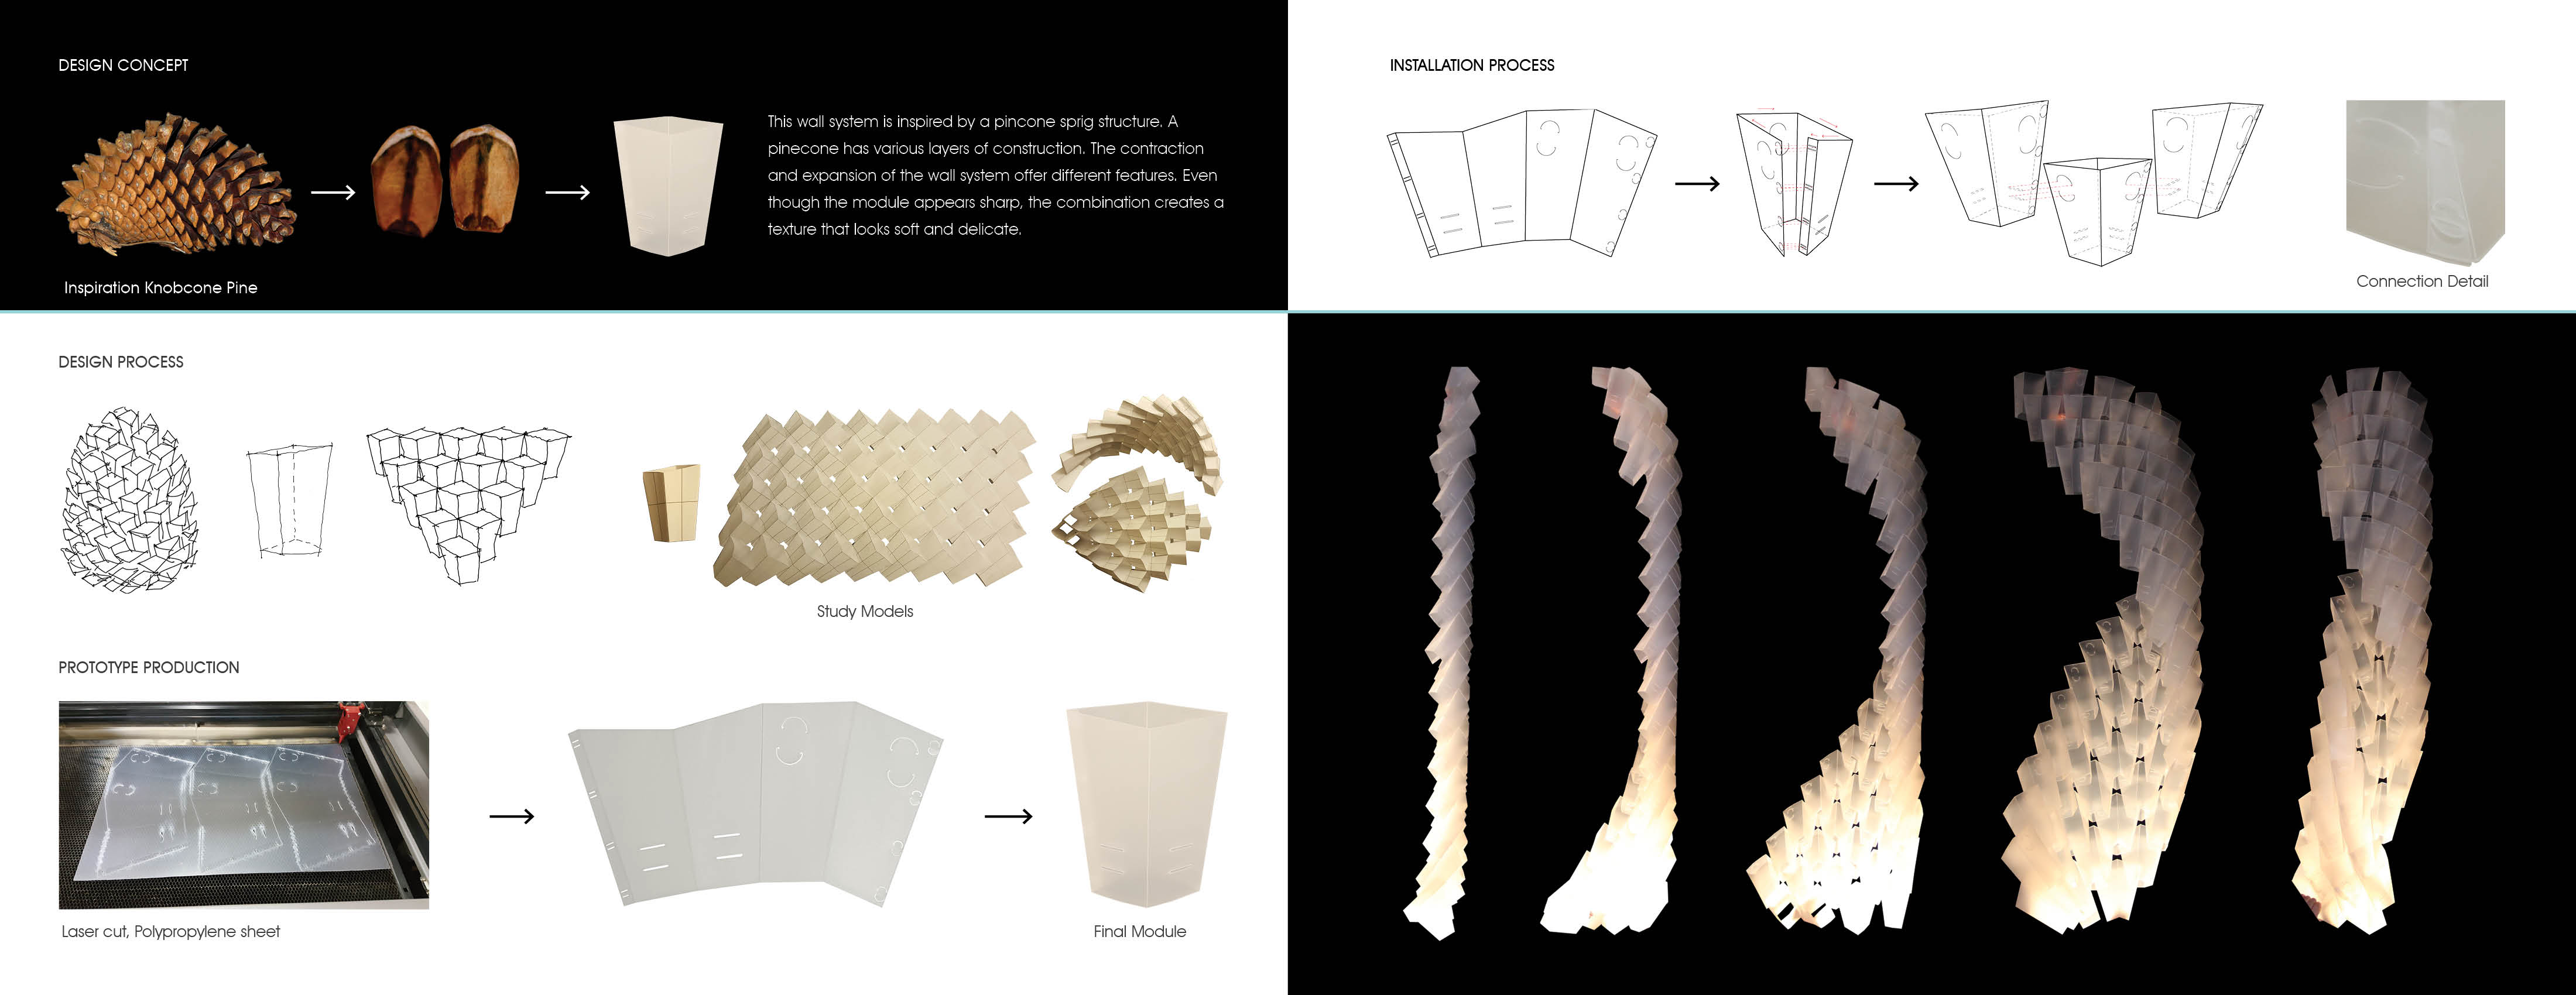 DESIGN CONCEPT
This wall system is inspired by a pincone sprig structure. A
pinecone has various layers of construction. The contraction
and expansion of the wall system offer different features. Even
though the module appears sharp, the combination creates a
texture that looks soft and delicate.
Inspiration Knobcone Pine
INSTALLATION PROCESS
Connection Detail
DESIGN PROCESS
Study Models
PROTOTYPE PRODUCTION
Laser cut, Polypropylene sheet
Final Module